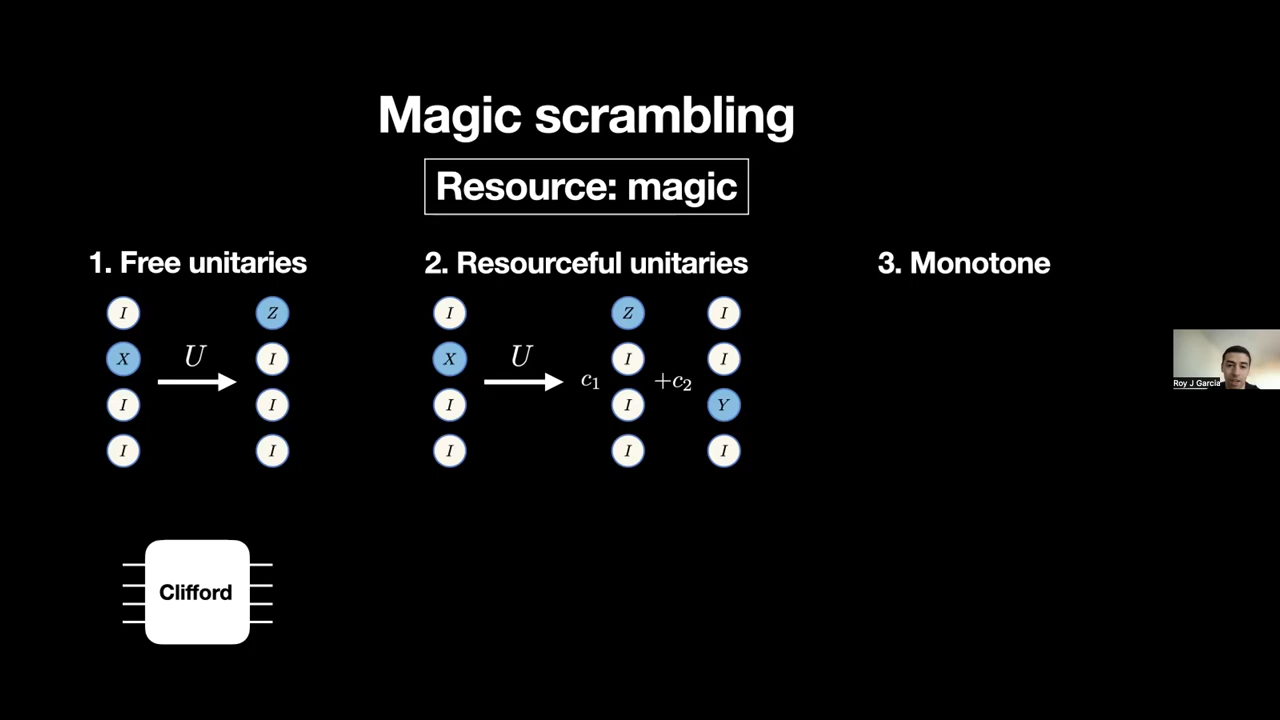 Magic scrambling
Resource: magic
1. Free unitaries
I
X
I
I
U
Z
I
I
I
2. Resourceful unitaries
I
X
I
I
U
c₁
Z
I
I
I
+c₂
I
I
Y
I
3. Monotone
Clifford
Roy J Garcia